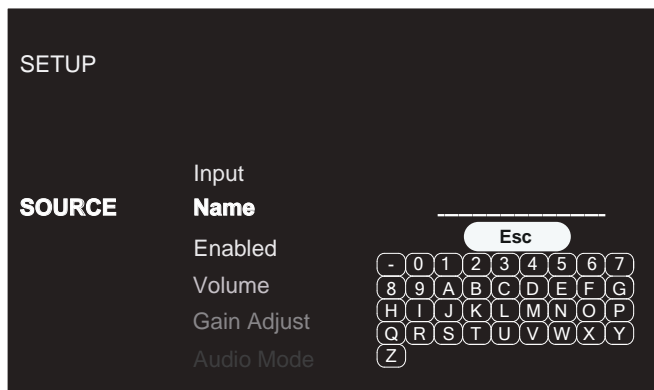 SETUP
Input
SOURCE Name _____________
Enabled Esc
- 0 1 2 3 4 5 6 7
Volume 8 9 A B C D E F G
Gain Adjust H I J K L M N O P
Q R S T U V W X Y
Audio Mode Z